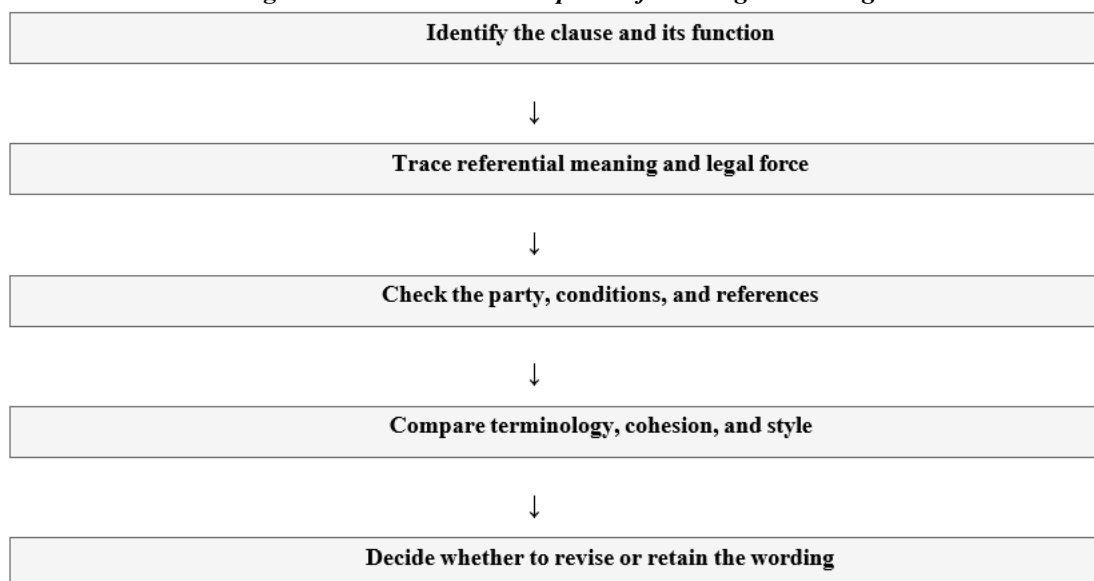 Identify the clause and its function
↓
Trace referential meaning and legal force
↓
Check the party, conditions, and references
↓
Compare terminology, cohesion, and style
↓
Decide whether to revise or retain the wording